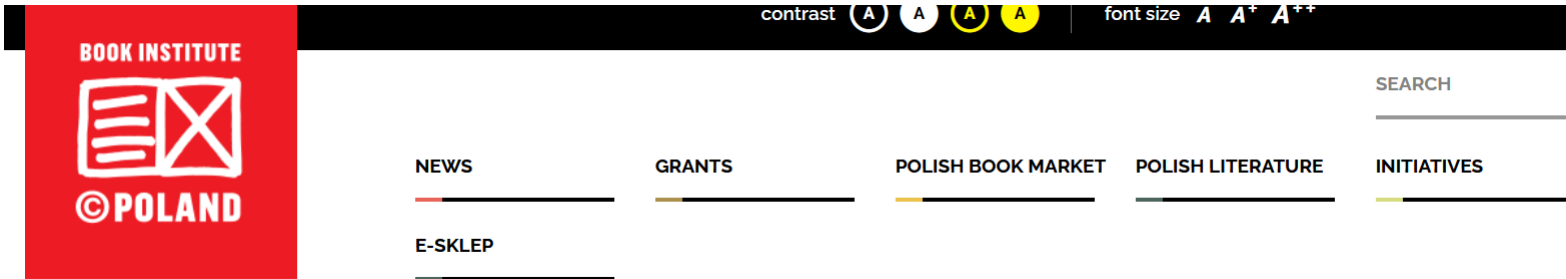 contrast A A A A font size A A+ A++
BOOK INSTITUTE
©POLAND
SEARCH
NEWS GRANTS POLISH BOOK MARKET POLISH LITERATURE INITIATIVES
E-SKLEP